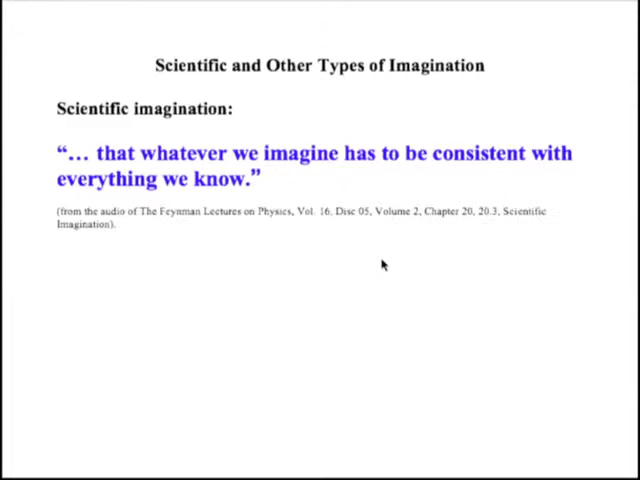 Scientific and Other Types of Imagination
Scientific imagination:
“… that whatever we imagine has to be consistent with
everything we know.”
(from the audio of The Feynman Lectures on Physics, Vol. 16, Disc 05, Volume 2, Chapter 20, 20.3, Scientific
Imagination).